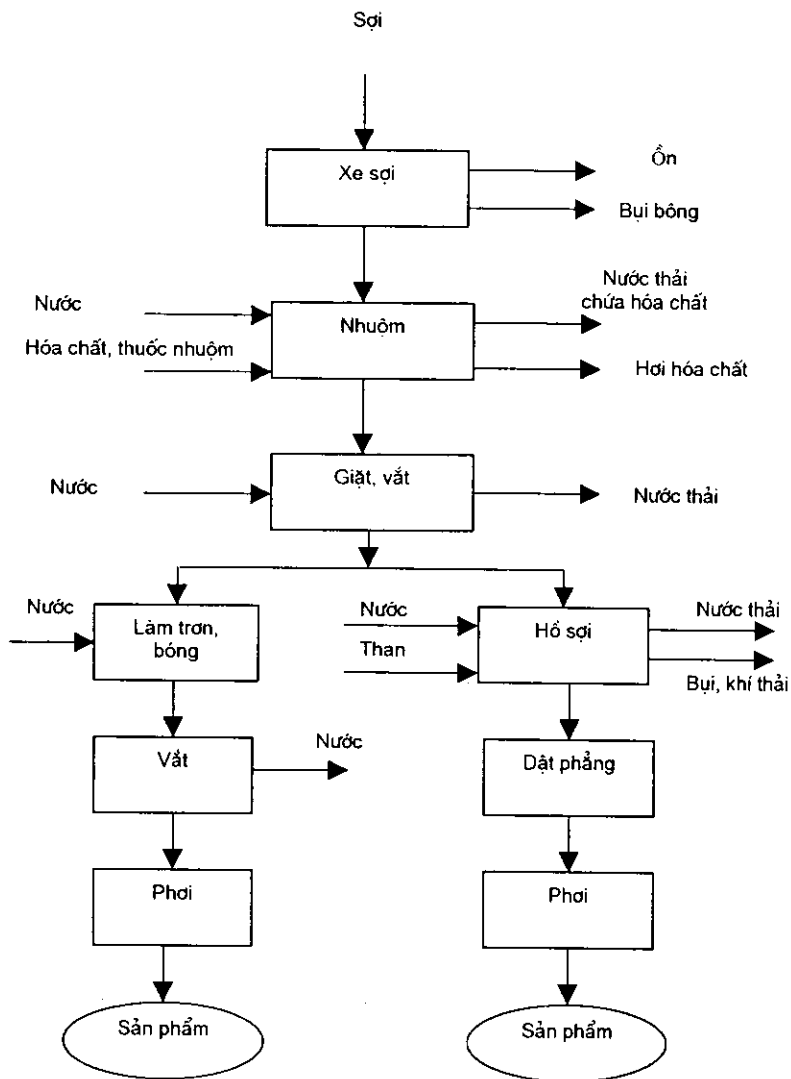 Sợi
Xe sợi
Ồn
Bụi bông
Nước
Hóa chất, thuốc nhuộm
Nhuộm
Nước thải
chứa hóa chất
Hơi hóa chất
Nước
Giặt, vắt
Nước thải
Nước
Làm trơn,
bóng
Nước
Than
Hồ sợi
Nước thải
Bụi, khí thải
Vắt
Nước
Dật phẳng
Phơi
Phơi
Sản phẩm
Sản phẩm